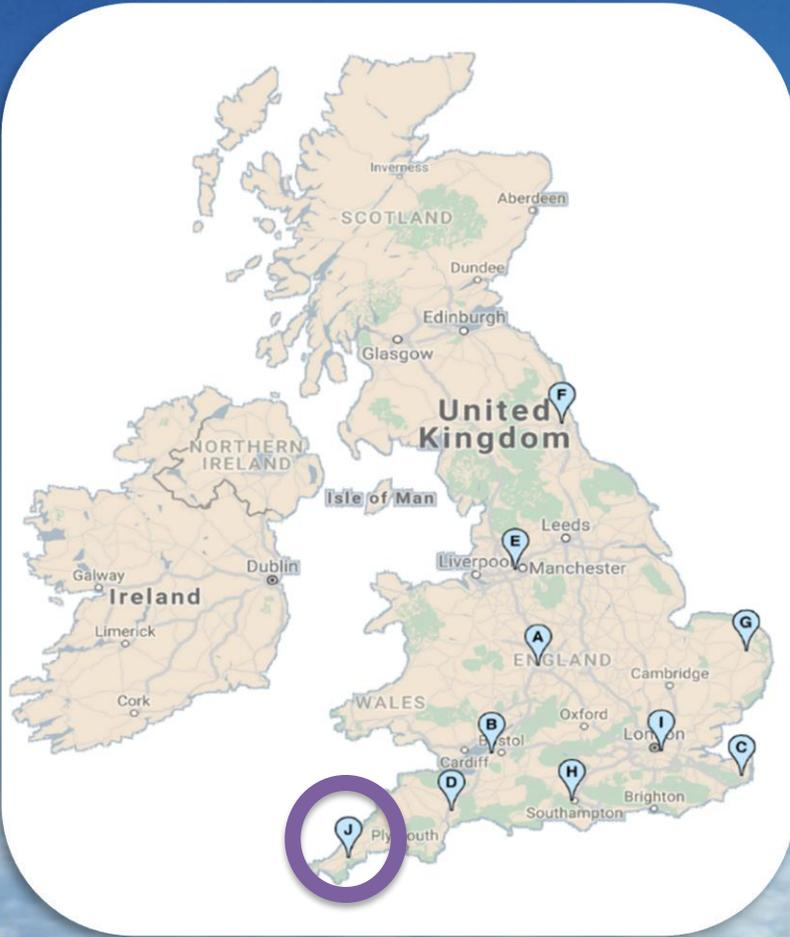 Inverness
Aberdeen
SCOTLAND
Dundee
Edinburgh
Glasgow
F
United
Kingdom
NORTHERN
IRELAND
Isle of Man
Leeds
E
Liverpool
Manchester
Dublin
Galway
Ireland
Limerick
G
A
ENGLAND
Cambridge
Cork
WALES
B
Oxford
I
London
Bristol
C
Cardiff
D
H
Brighton
Southampton
J
Plymouth